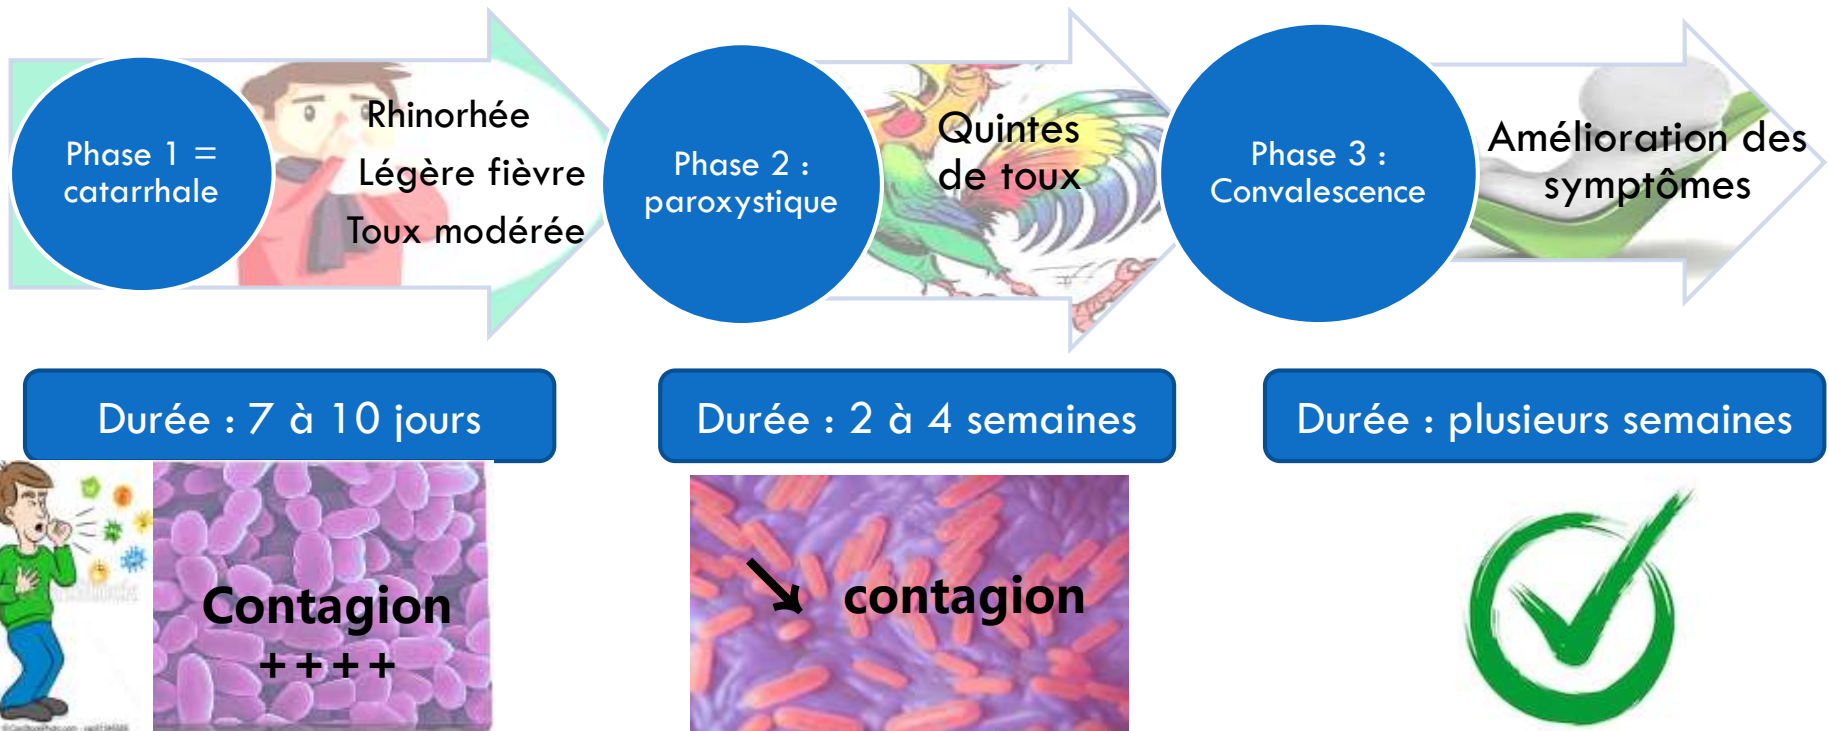 Phase 1 =
catarrhale
Rhinorhée
Légère fièvre
Toux modérée
Phase 2 :
paroxystique
Quintes
de toux
Phase 3 :
Convalescence
Amélioration des
symptômes
Durée : 7 à 10 jours
Durée : 2 à 4 semaines
Durée : plusieurs semaines
Contagion
++++
↘ contagion